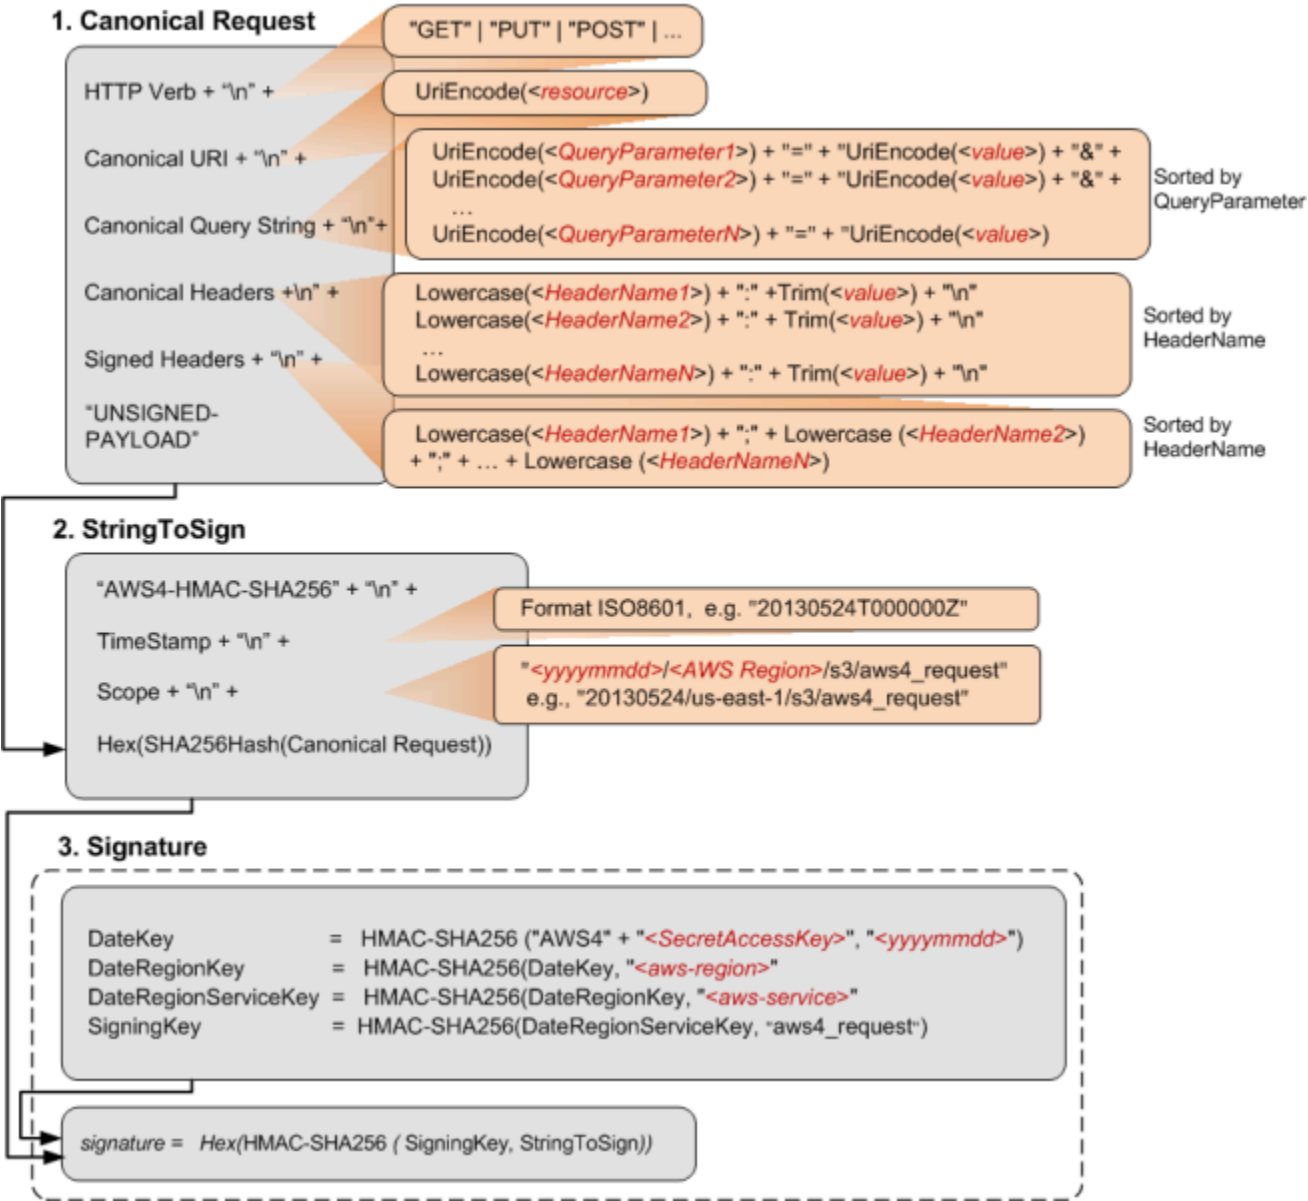 1. Canonical Request
"GET" | "PUT" | "POST" | ...
HTTP Verb + “\n” +
UriEncode(<resource>)
Canonical URI + “\n” +
UriEncode(<QueryParameter1>) + "=" + "UriEncode(<value>) + "&" +
UriEncode(<QueryParameter2>) + "=" + "UriEncode(<value>) + "&" +
...
UriEncode(<QueryParameterN>) + "=" + "UriEncode(<value>)
Sorted by
QueryParameter
Canonical Query String + “\n”+
Canonical Headers +\n” +
Lowercase(<HeaderName1>) + ":" +Trim(<value>) + "\n"
Lowercase(<HeaderName2>) + ":" + Trim(<value>) + "\n"
...
Lowercase(<HeaderNameN>) + ":" + Trim(<value>) + "\n"
Sorted by
HeaderName
Signed Headers + “\n” +
Lowercase(<HeaderName1>) + ";" + Lowercase (<HeaderName2>)
+ ";" + ... + Lowercase (<HeaderNameN>)
Sorted by
HeaderName
“UNSIGNED-
PAYLOAD”
2. StringToSign
“AWS4-HMAC-SHA256” + “\n” +
TimeStamp + “\n” +
Format ISO8601, e.g. "20130524T000000Z"
Scope + “\n” +
"<yyyymmdd>/<AWS Region>/s3/aws4_request"
e.g., "20130524/us-east-1/s3/aws4_request"
Hex(SHA256Hash(Canonical Request))
3. Signature
DateKey = HMAC-SHA256 ("AWS4" + "<SecretAccessKey>", "<yyyymmdd>")
DateRegionKey = HMAC-SHA256(DateKey, "<aws-region>"
DateRegionServiceKey = HMAC-SHA256(DateRegionKey, "<aws-service>"
SigningKey = HMAC-SHA256(DateRegionServiceKey, "aws4_request")
signature = Hex(HMAC-SHA256 ( SigningKey, StringToSign))